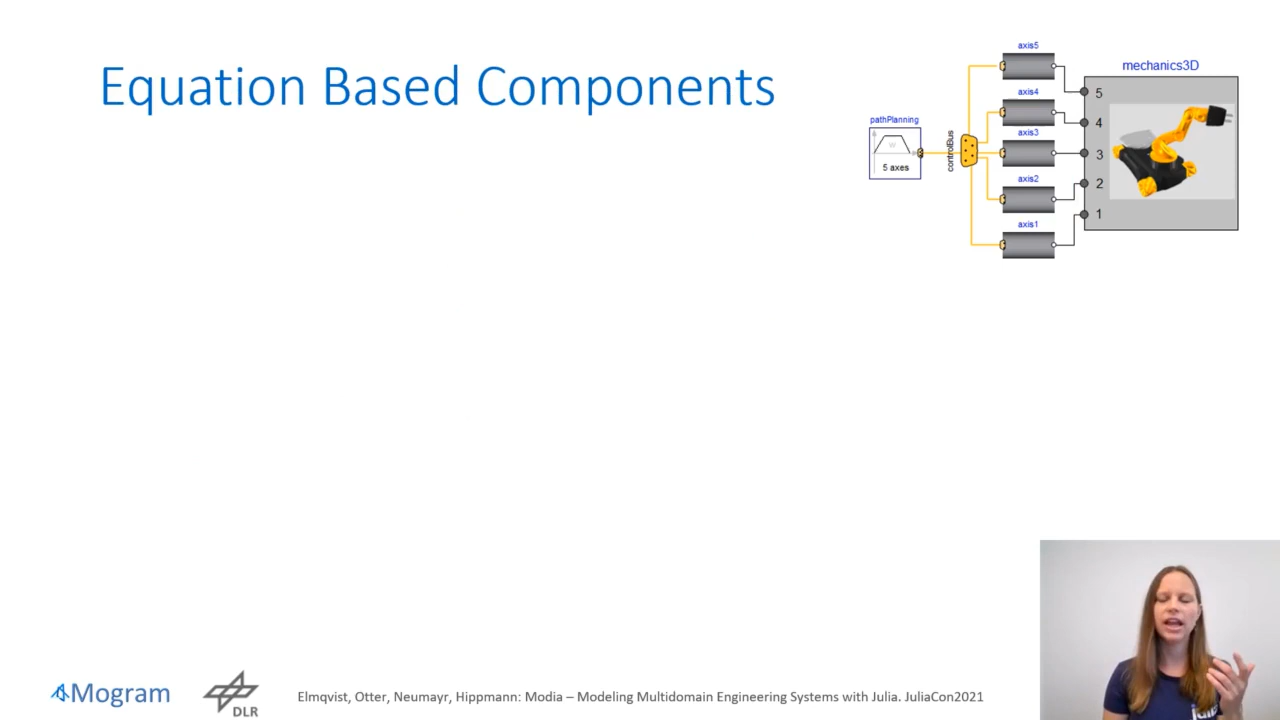 Equation Based Components
pathPlanning
5 axes
controlBus
axis5
axis4
axis3
axis2
axis1
mechanics3D
5
4
3
2
1
Mogram
DLR
Elmqvist, Otter, Neumayr, Hippmann: Modia – Modeling Multidomain Engineering Systems with Julia. JuliaCon2021